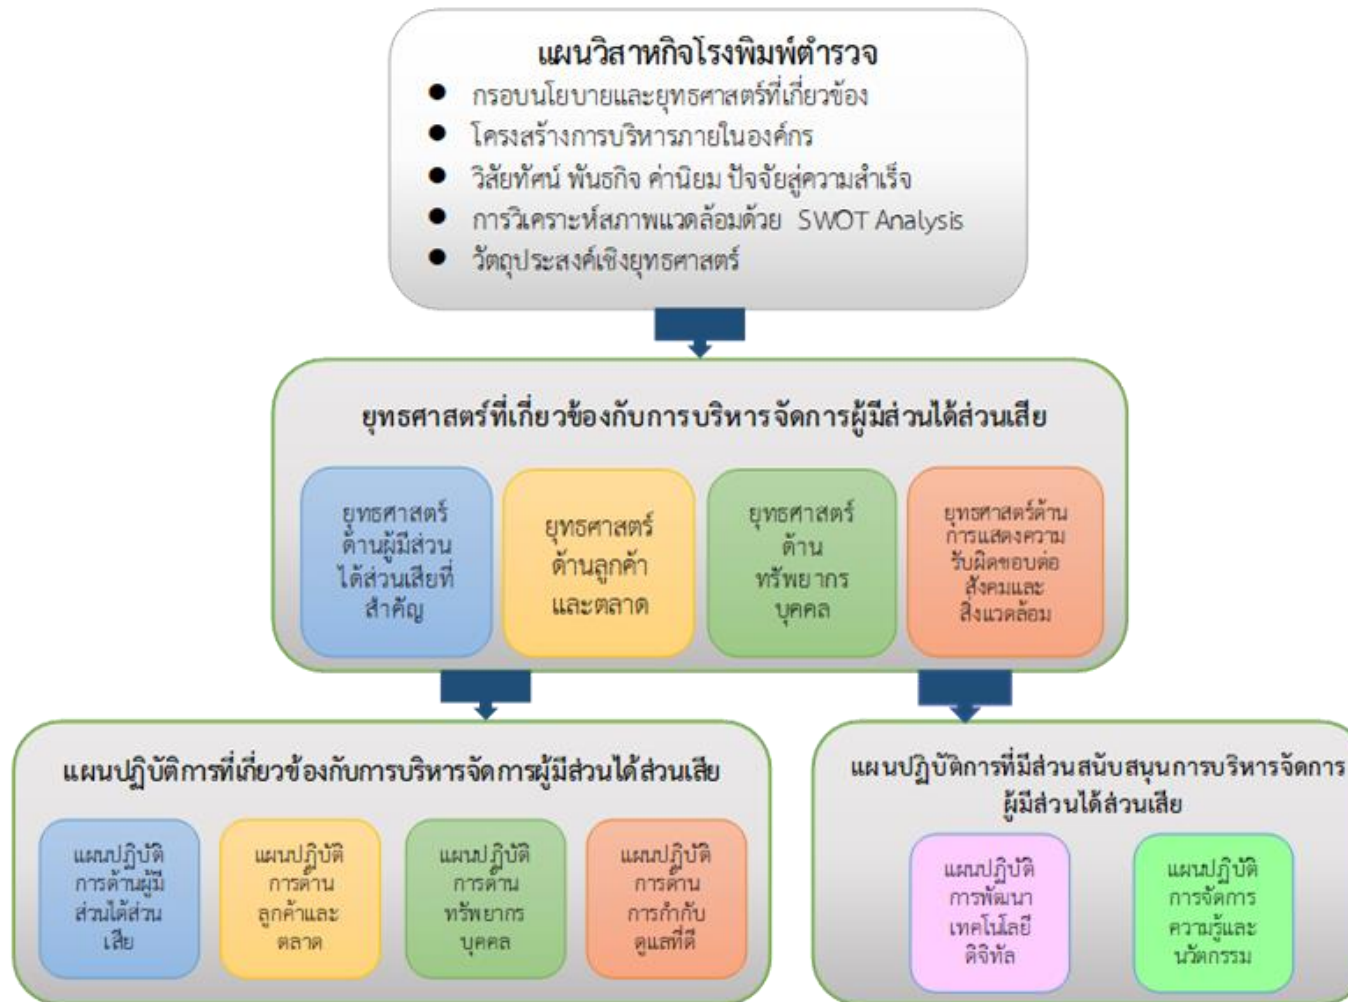 แผนวิสาหกิจโรงพิมพ์ตำรวจ
● กรอบนโยบายและยุทธศาสตร์ที่เกี่ยวข้อง
● โครงสร้างการบริหารภายในองค์กร
● วิสัยทัศน์ พันธกิจ ค่านิยม ปัจจัยสู่ความสำเร็จ
● การวิเคราะห์สภาพแวดล้อมด้วย SWOT Analysis
● วัตถุประสงค์เชิงยุทธศาสตร์
ยุทธศาสตร์ที่เกี่ยวข้องกับการบริหารจัดการผู้มีส่วนได้ส่วนเสีย
ยุทธศาสตร์
ด้านผู้มีส่วน
ได้ส่วนเสียที่
สำคัญ
ยุทธศาสตร์
ด้านลูกค้า
และตลาด
ยุทธศาสตร์
ด้าน
ทรัพยากร
บุคคล
ยุทธศาสตร์ด้าน
การแสดงความ
รับผิดชอบต่อ
สังคมและ
สิ่งแวดล้อม
แผนปฏิบัติการที่เกี่ยวข้องกับการบริหารจัดการผู้มีส่วนได้ส่วนเสีย
แผนปฏิบัติ
การด้านผู้มี
ส่วนได้ส่วน
เสีย
แผนปฏิบัติ
การด้าน
ลูกค้าและ
ตลาด
แผนปฏิบัติ
การด้าน
ทรัพยากร
บุคคล
แผนปฏิบัติ
การด้าน
การกำกับ
ดูแลที่ดี
แผนปฏิบัติการที่มีส่วนสนับสนุนการบริหารจัดการ
ผู้มีส่วนได้ส่วนเสีย
แผนปฏิบัติ
การพัฒนา
เทคโนโลยี
ดิจิทัล
แผนปฏิบัติ
การจัดการ
ความรู้และ
นวัตกรรม